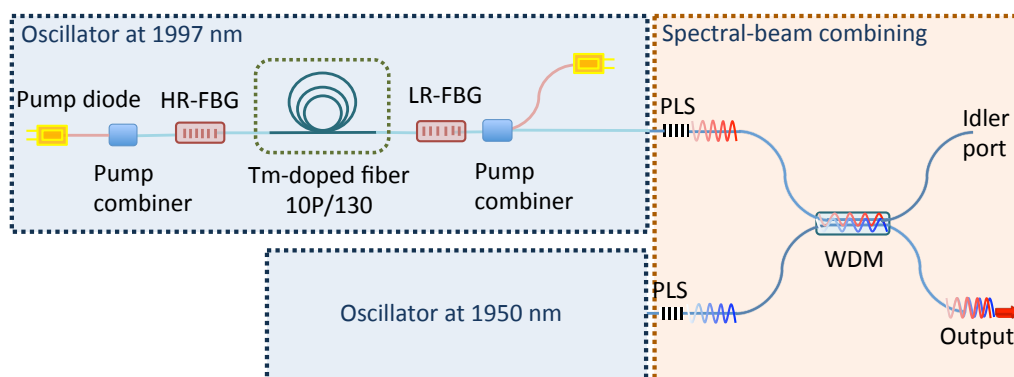 Oscillator at 1997 nm
Spectral-beam combining
Pump diode
HR-FBG
LR-FBG
PLS
Idler
port
Pump
combiner
Tm-doped fiber
10P/130
Pump
combiner
WDM
PLS
Oscillator at 1950 nm
Output